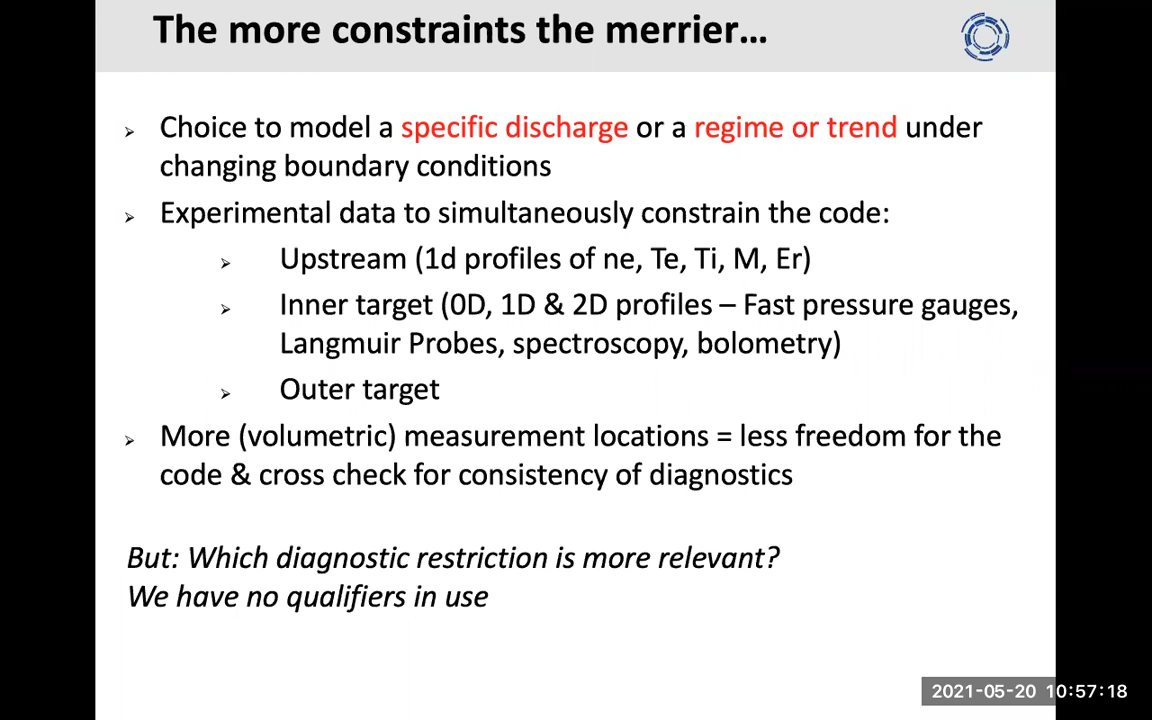 The more constraints the merrier…
➢ Choice to model a specific discharge or a regime or trend under
changing boundary conditions
➢ Experimental data to simultaneously constrain the code:
➢ Upstream (1d profiles of ne, Te, Ti, M, Er)
➢ Inner target (0D, 1D & 2D profiles – Fast pressure gauges,
Langmuir Probes, spectroscopy, bolometry)
➢ Outer target
➢ More (volumetric) measurement locations = less freedom for the
code & cross check for consistency of diagnostics
But: Which diagnostic restriction is more relevant?
We have no qualifiers in use
2021-05-20 10:57:18